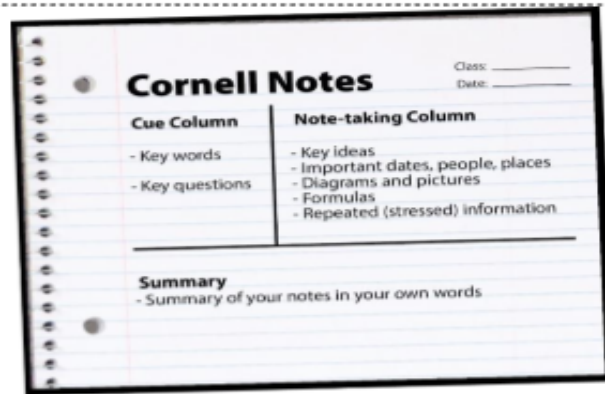 Cornell Notes
Class:
Date:
Cue Column
- Key words
- Key questions
Note-taking Column
- Key ideas
- Important dates, people, places
- Diagrams and pictures
- Formulas
- Repeated (stressed) information
Summary
- Summary of your notes in your own words